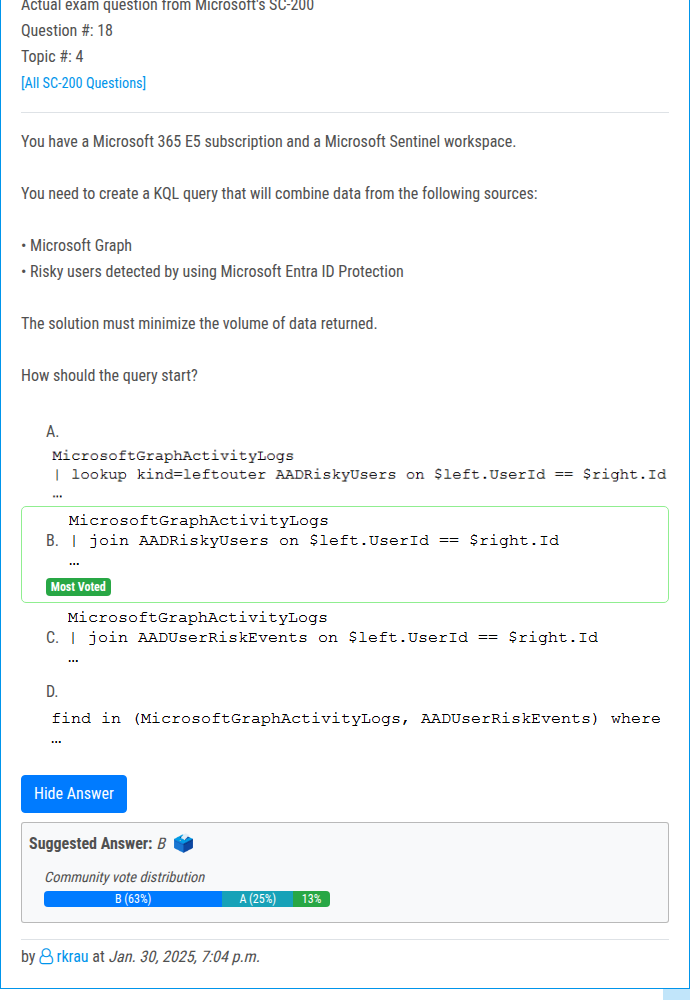 Actual exam question from Microsoft's SC-200
Question #: 18
Topic #: 4
[All SC-200 Questions]
You have a Microsoft 365 E5 subscription and a Microsoft Sentinel workspace.
You need to create a KQL query that will combine data from the following sources:
• Microsoft Graph
• Risky users detected by using Microsoft Entra ID Protection
The solution must minimize the volume of data returned.
How should the query start?
A.
MicrosoftGraphActivityLogs
| lookup kind=leftouter AADRiskyUsers on $left.UserId == $right.Id
…
MicrosoftGraphActivityLogs
B. | join AADRiskyUsers on $left.UserId == $right.Id
…
Most Voted
MicrosoftGraphActivityLogs
C. | join AADUserRiskEvents on $left.UserId == $right.Id
…
D.
find in (MicrosoftGraphActivityLogs, AADUserRiskEvents) where
…
Hide Answer
Suggested Answer: B
Community vote distribution
B (63%) A (25%) 13%
by rkrau at Jan. 30, 2025, 7:04 p.m.